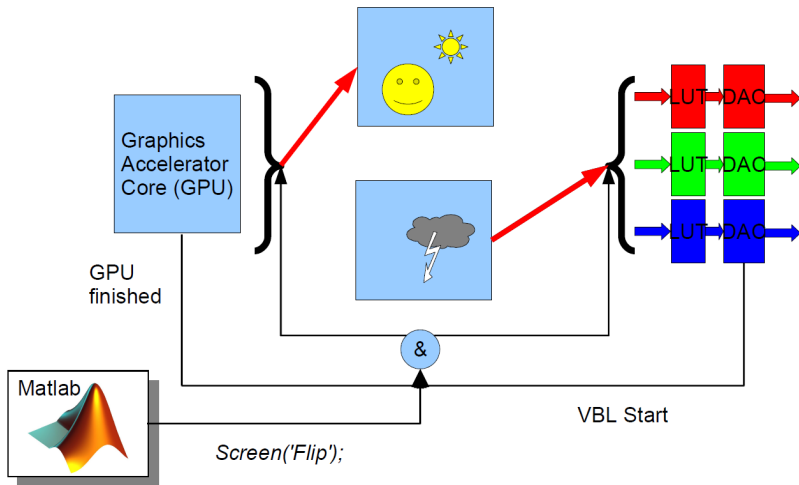 Graphics
Accelerator
Core (GPU)
LUT DAC
LUT DAC
LUT DAC
GPU
finished
&
Matlab
VBL Start
Screen('Flip');